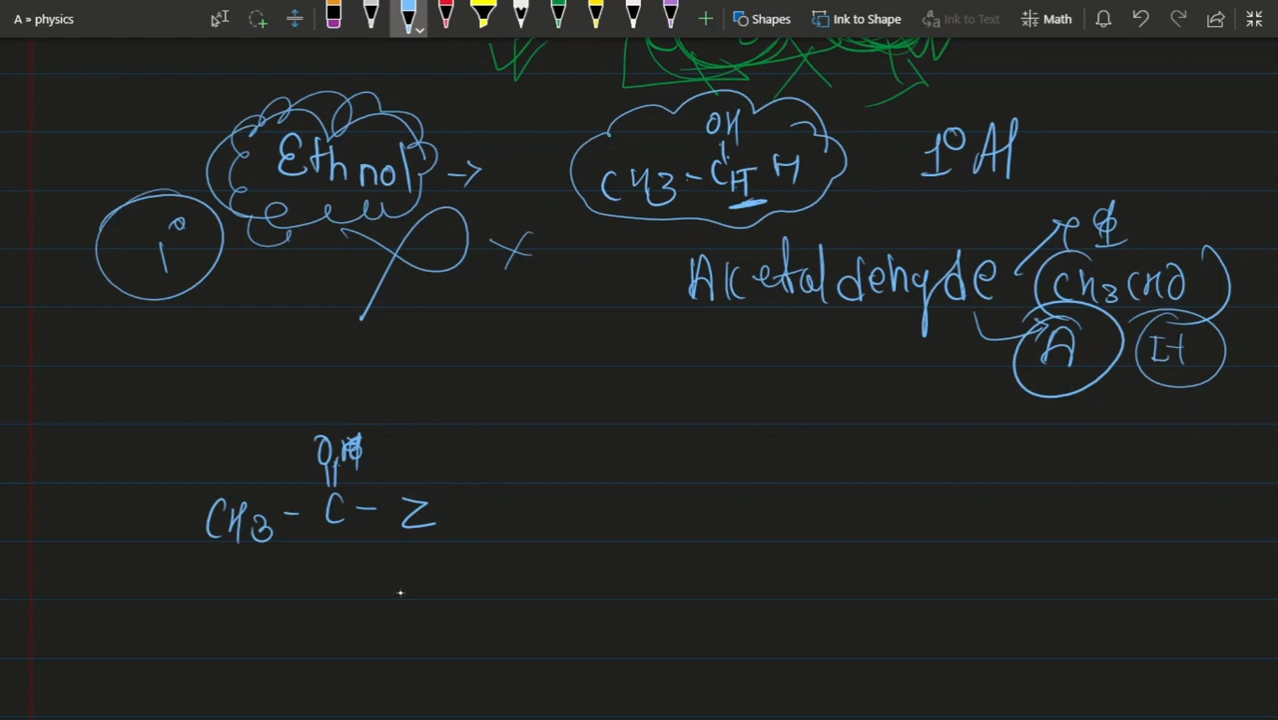 A » physics
Shapes Ink to Shape Ink to Text Math
OH
Ethnol → CH3 - CH H 1° Al
1°
Acetaldehyde CH3CHO
A H
O
CH3 - C - Z